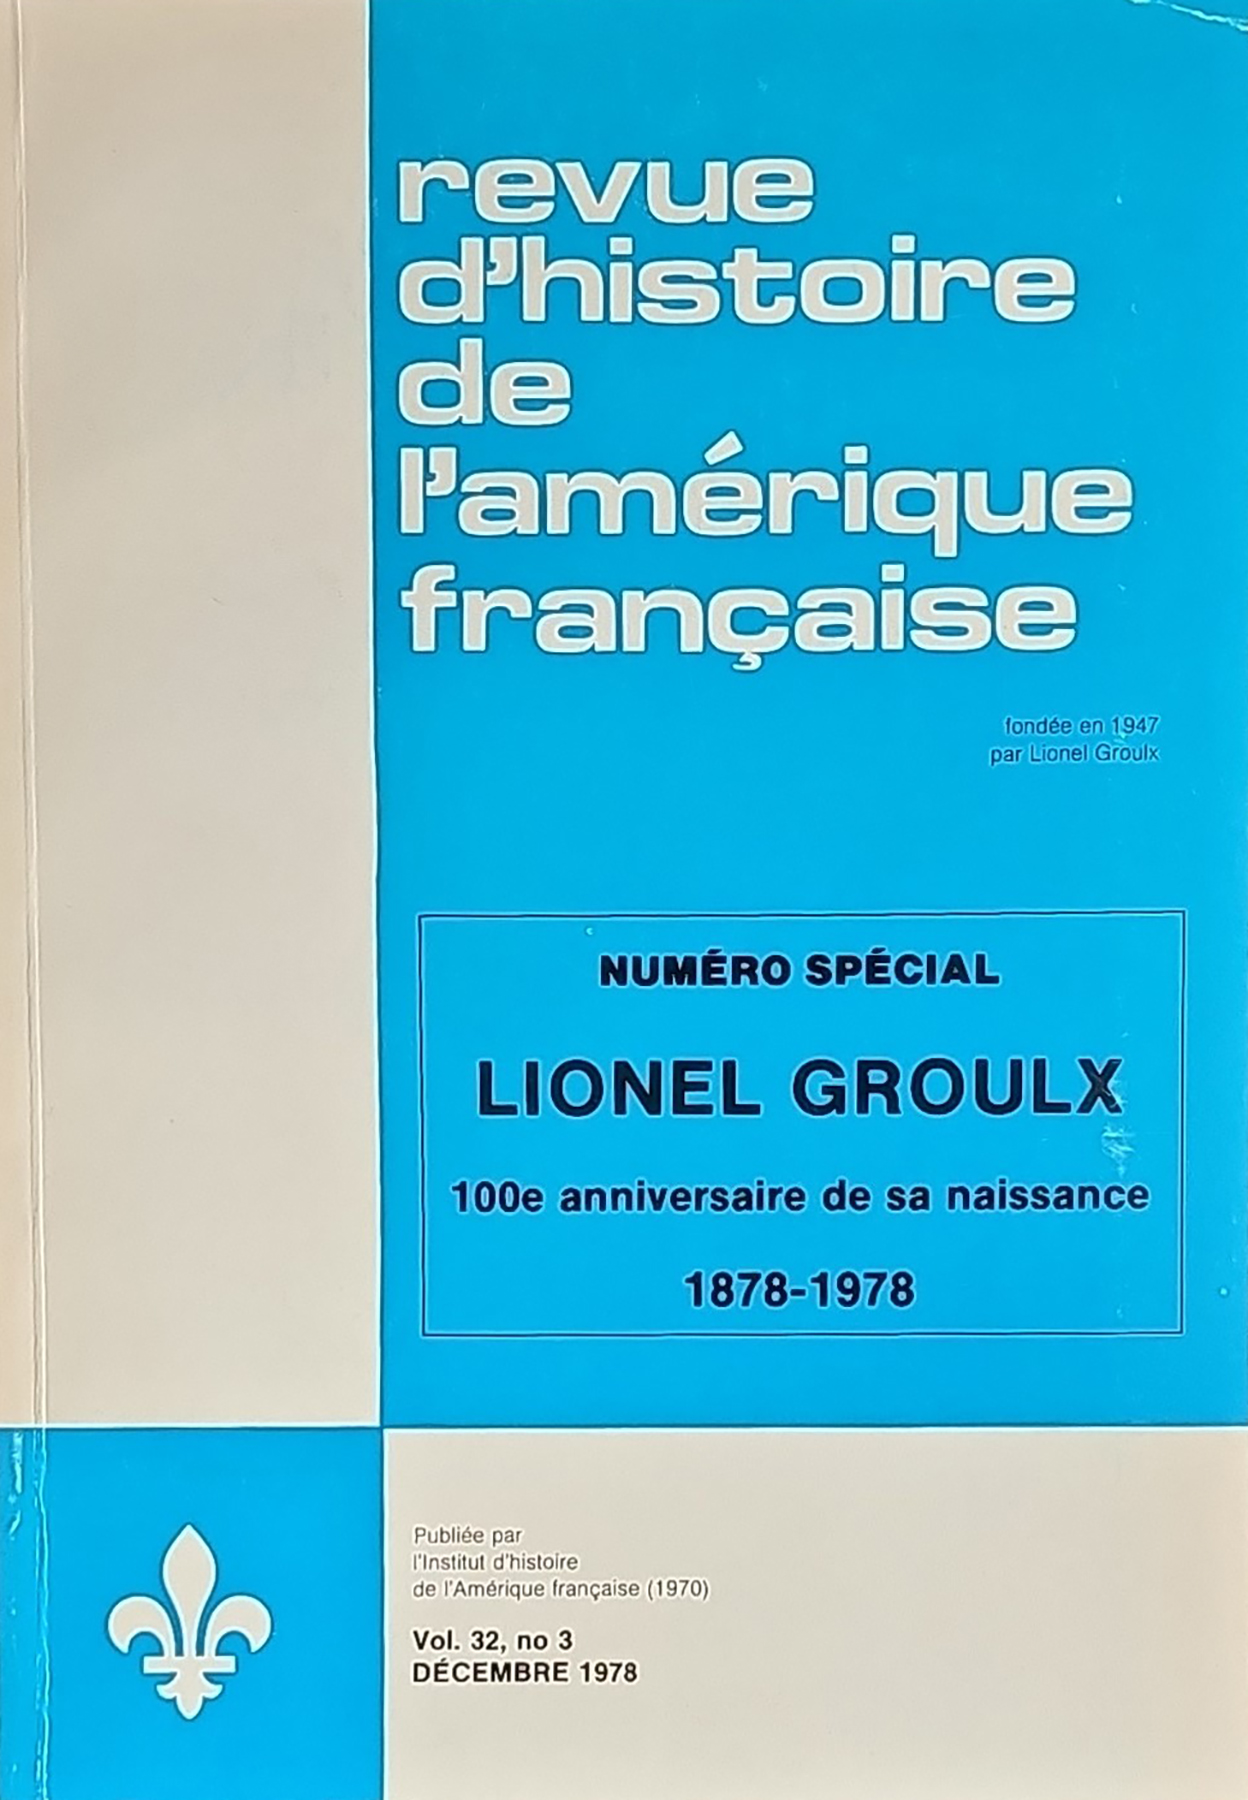 revue
d'histoire
de
l'amérique
française
fondée en 1947
par Lionel Groulx
NUMÉRO SPÉCIAL
LIONEL GROULX
100e anniversaire de sa naissance
1878-1978
Publiée par
l'Institut d'histoire
de l'Amérique française (1970)
Vol. 32, no 3
DÉCEMBRE 1978